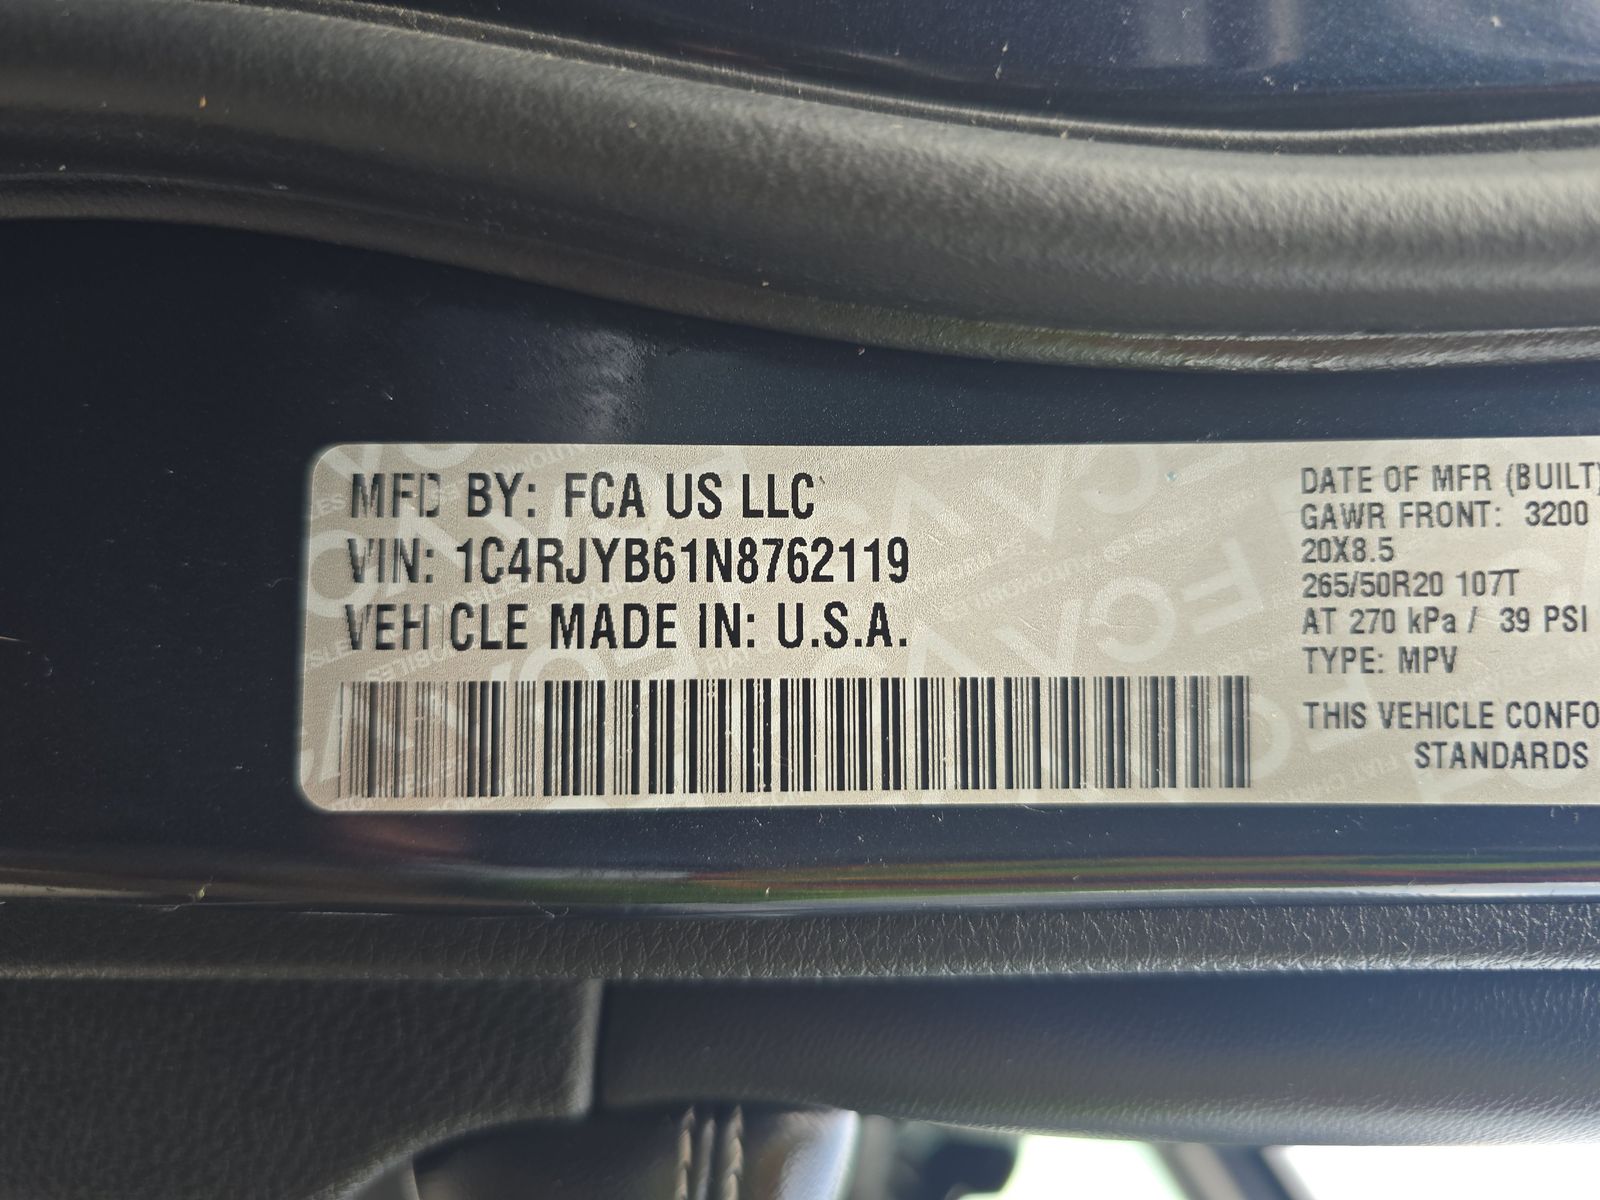 MFD BY: FCA US LLC
VIN: 1C4RJYB61N8762119
VEHICLE MADE IN: U.S.A.
DATE OF MFR (BUILT)
GAWR FRONT: 3200
20X8.5
265/50R20 107T
AT 270 kPa / 39 PSI
TYPE: MPV
THIS VEHICLE CONFO
STANDARDS